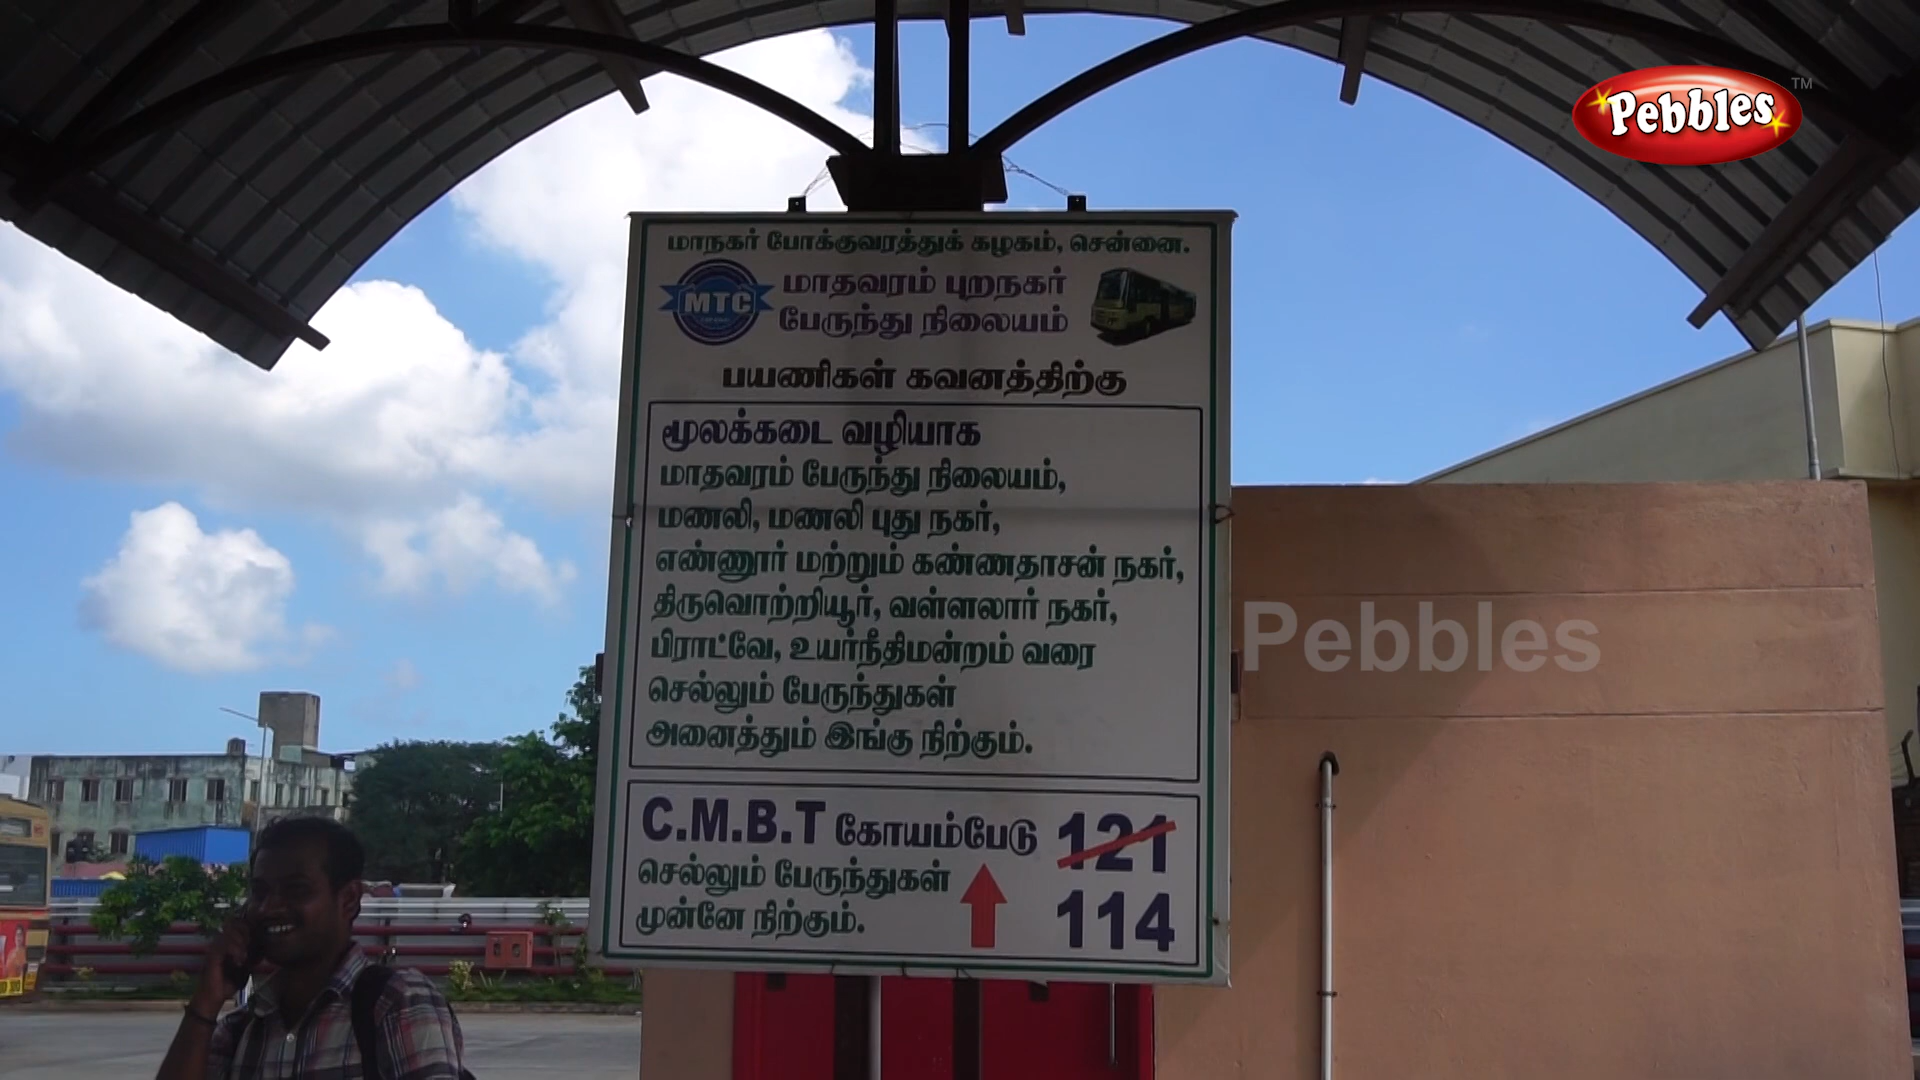 Pebbles TM
மாநகர் போக்குவரத்துக் கழகம், சென்னை.
MTC
மாதவரம் புறநகர்
பேருந்து நிலையம்
பயணிகள் கவனத்திற்கு
மூலக்கடை வழியாக
மாதவரம் பேருந்து நிலையம்,
மணலி, மணலி புது நகர்,
எண்ணூர் மற்றும் கண்ணதாசன் நகர்,
திருவொற்றியூர், வள்ளலார் நகர்,
பிராட்வே, உயர்நீதிமன்றம் வரை
செல்லும் பேருந்துகள்
அனைத்தும் இங்கு நிற்கும்.
C.M.B.T கோயம்பேடு 121
செல்லும் பேருந்துகள்
முன்னே நிற்கும். 114
Pebbles